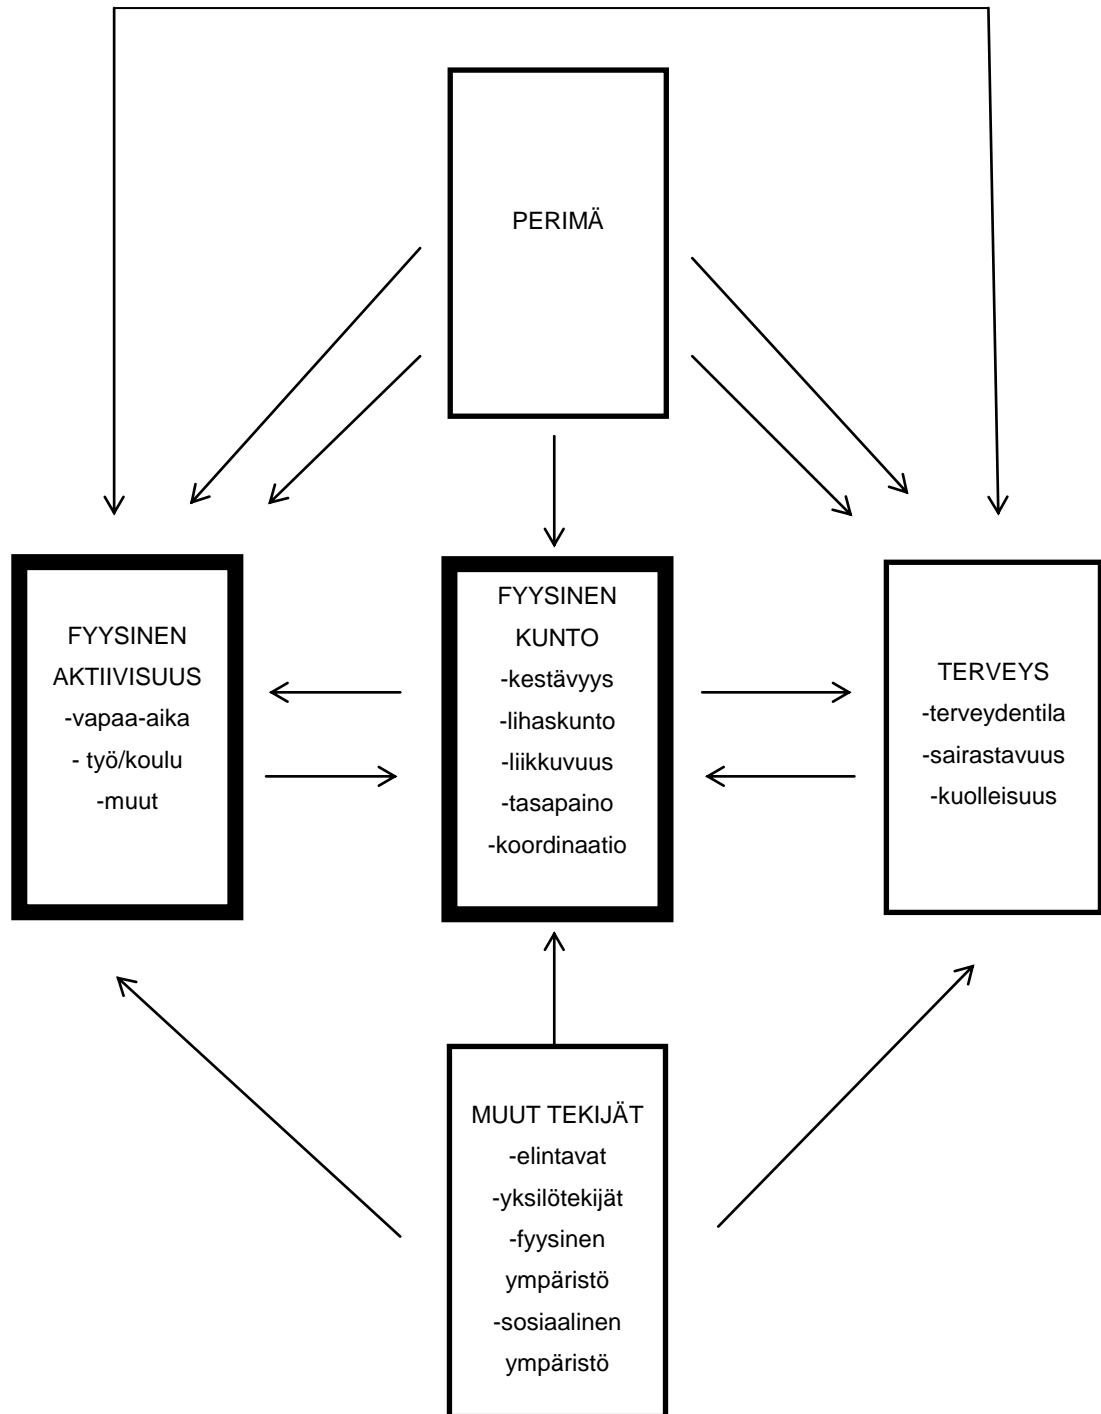 PERIMÄ
FYYSINEN
AKTIIVISUUS
-vapaa-aika
- työ/koulu
-muut
FYYSINEN
KUNTO
-kestävyys
-lihaskunto
-liikkuvuus
-tasapaino
-koordinaatio
TERVEYS
-terveydentila
-sairastavuus
-kuolleisuus
MUUT TEKIJÄT
-elintavat
-yksilötekijät
-fyysinen
ympäristö
-sosiaalinen
ympäristö